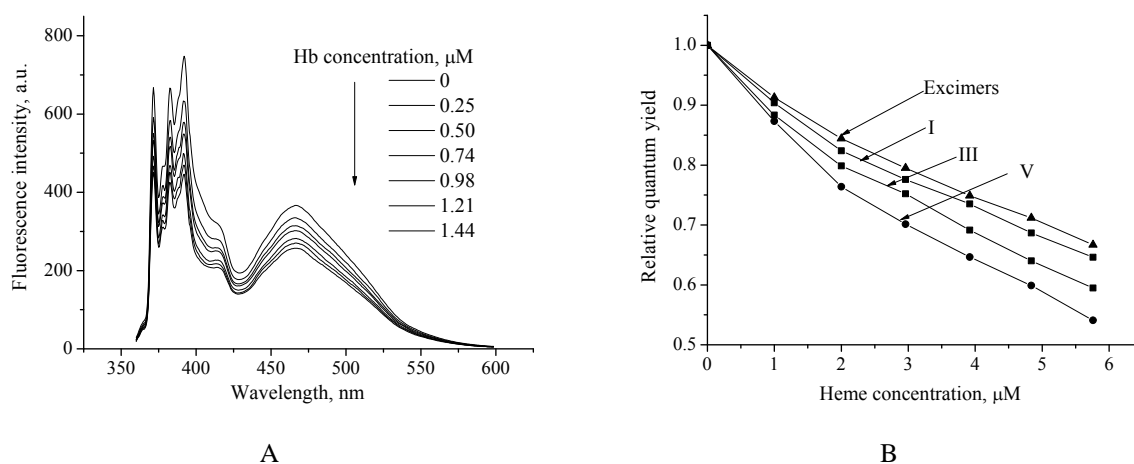 800
600
400
200
0
350
400
450
500
550
600
Fluorescence intensity, a.u.
Wavelength, nm
Hb concentration, μM
0
0.25
0.50
0.74
0.98
1.21
1.44
A
1.0
0.9
0.8
0.7
0.6
0.5
0
1
2
3
4
5
6
Relative quantum yield
Heme concentration, μM
Excimers
I
III
V
B